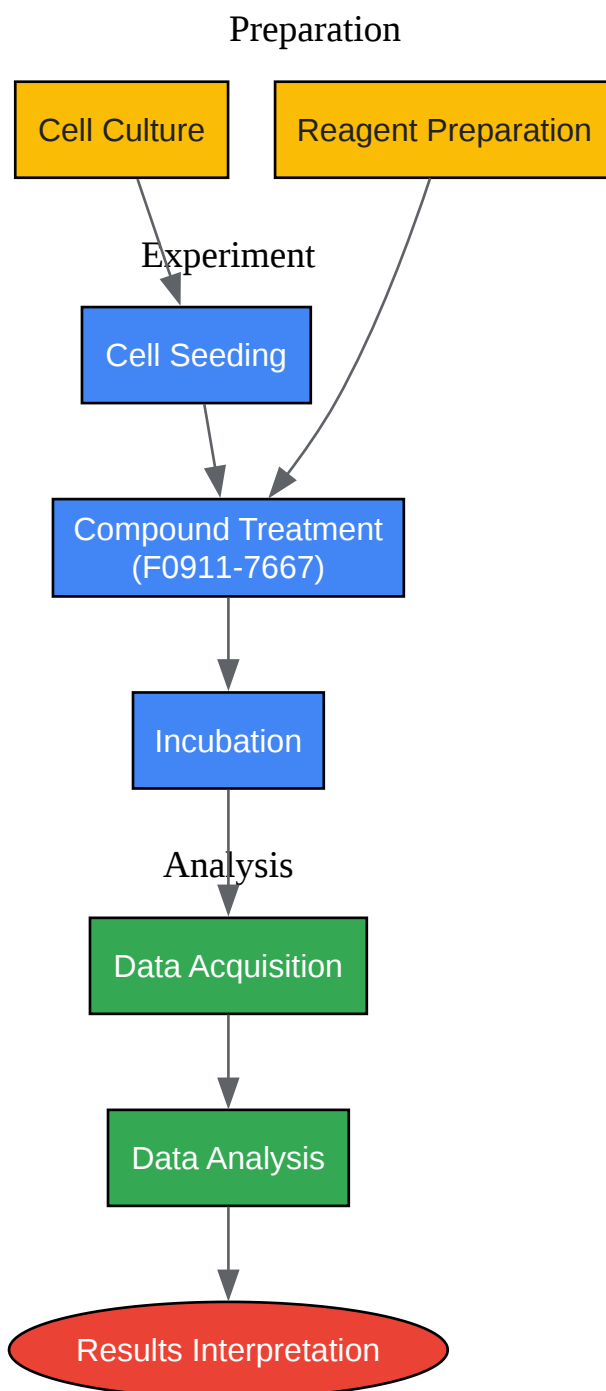 Preparation
Cell Culture
Reagent Preparation
Experiment
Cell Seeding
Compound Treatment
(F0911-7667)
Incubation
Analysis
Data Acquisition
Data Analysis
Results Interpretation